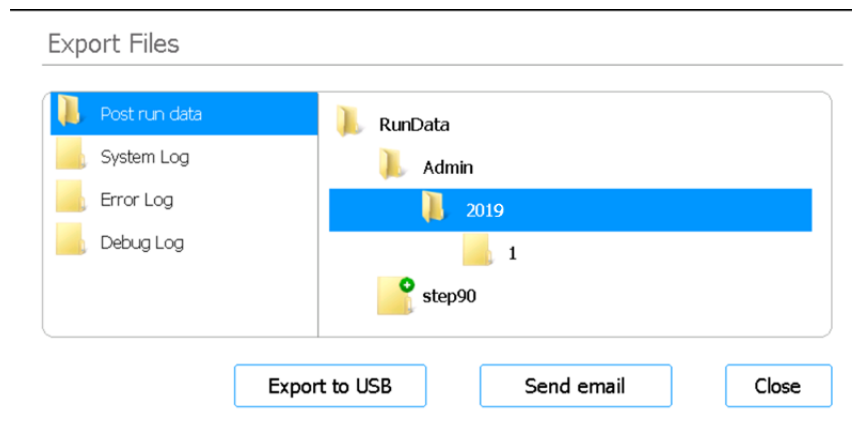 Export Files
Post run data
System Log
Error Log
Debug Log
RunData
Admin
2019
1
step90
Export to USB
Send email
Close